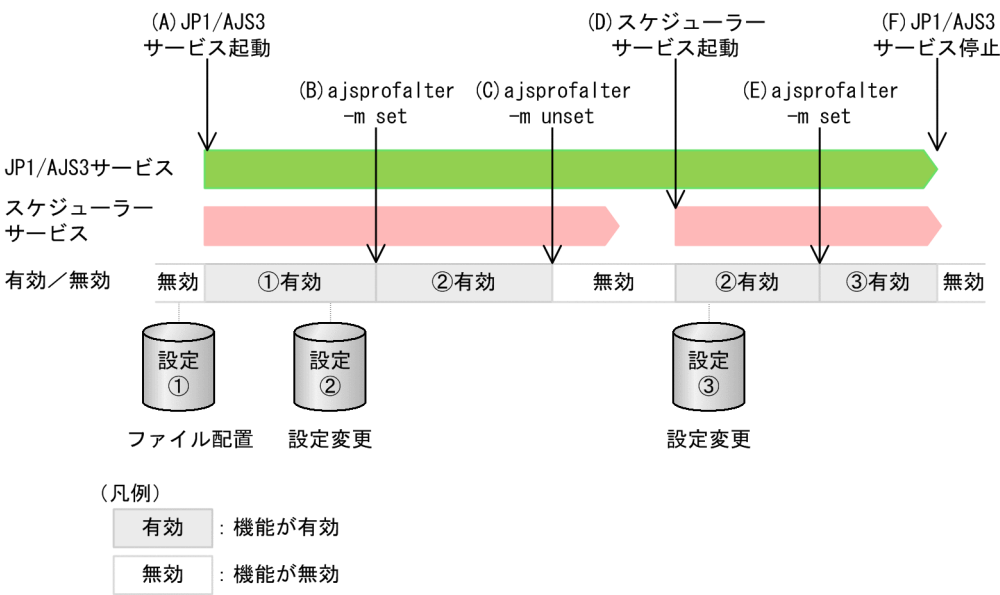 (A)JP1/AJS3
サービス起動
(D)スケジューラー
サービス起動
(F)JP1/AJS3
サービス停止
(B)ajsprofalter
-m set
(C)ajsprofalter
-m unset
(E)ajsprofalter
-m set
JP1/AJS3サービス
スケジューラー
サービス
有効／無効
無効
①有効
②有効
無効
②有効
③有効
無効
設定
①
設定
②
設定
③
ファイル配置
設定変更
設定変更
(凡例)
有効
：機能が有効
無効
：機能が無効